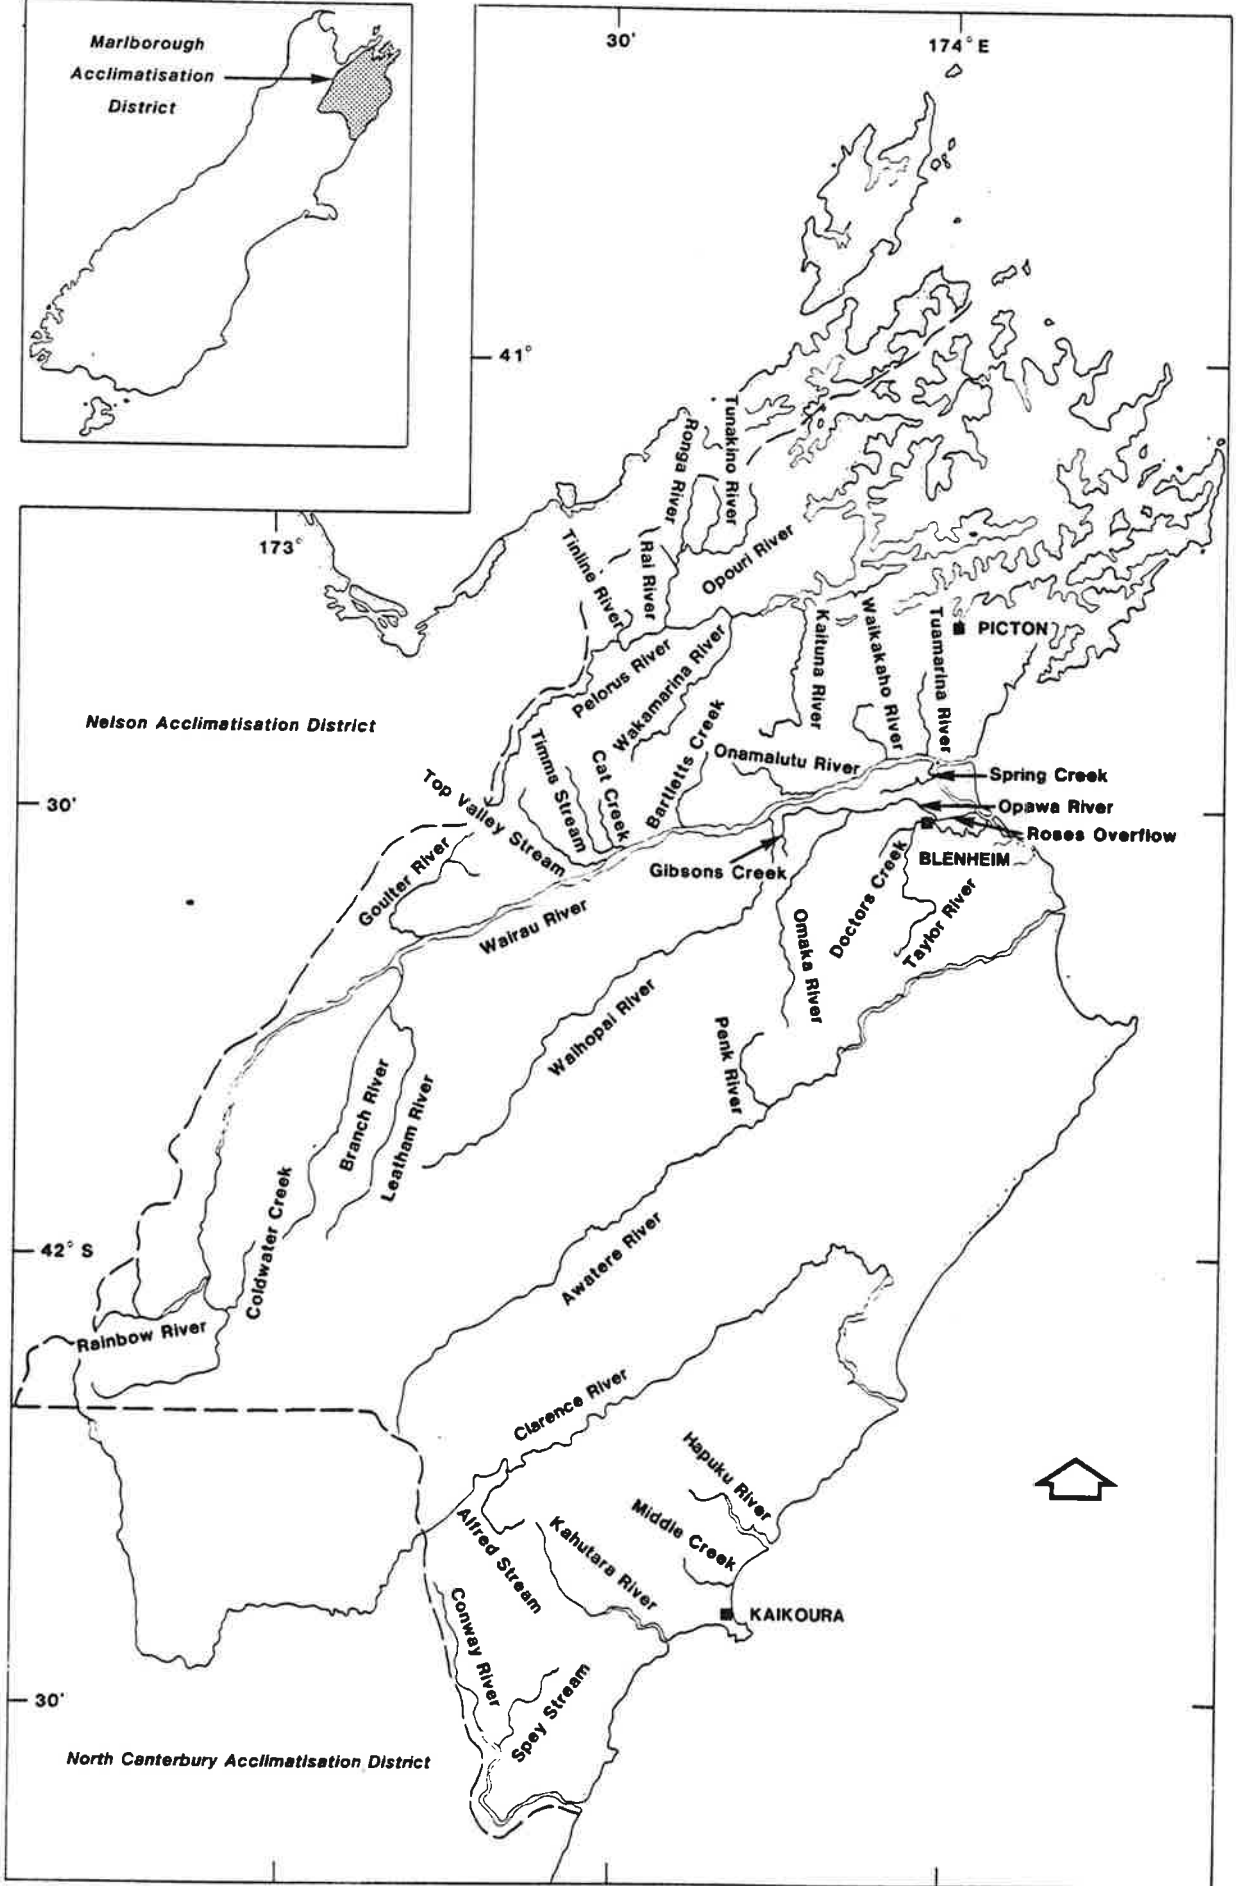 Marlborough
Acclimatisation
District
30'
174° E
41°
173°
Tunakino River
Ronga River
Tinline River
Rai River
Opouri River
Kaituna River
Waikakaho River
Tuamarina River
PICTON
Pelorus River
Wakamarina River
Nelson Acclimatisation District
Timms Stream
Cat Creek
Bartletts Creek
Onamalutu River
Spring Creek
30'
Top Valley Stream
Opawa River
Roses Overflow
BLENHEIM
Gibsons Creek
Goulter River
Wairau River
Doctors Creek
Taylor River
Omaka River
Waihopai River
Penk River
Branch River
Leatham River
Coldwater Creek
42° S
Awatere River
Rainbow River
Clarence River
Hapuku River
Middle Creek
Alfred Stream
Kahutara River
KAIKOURA
Conway River
Spey Stream
30'
North Canterbury Acclimatisation District